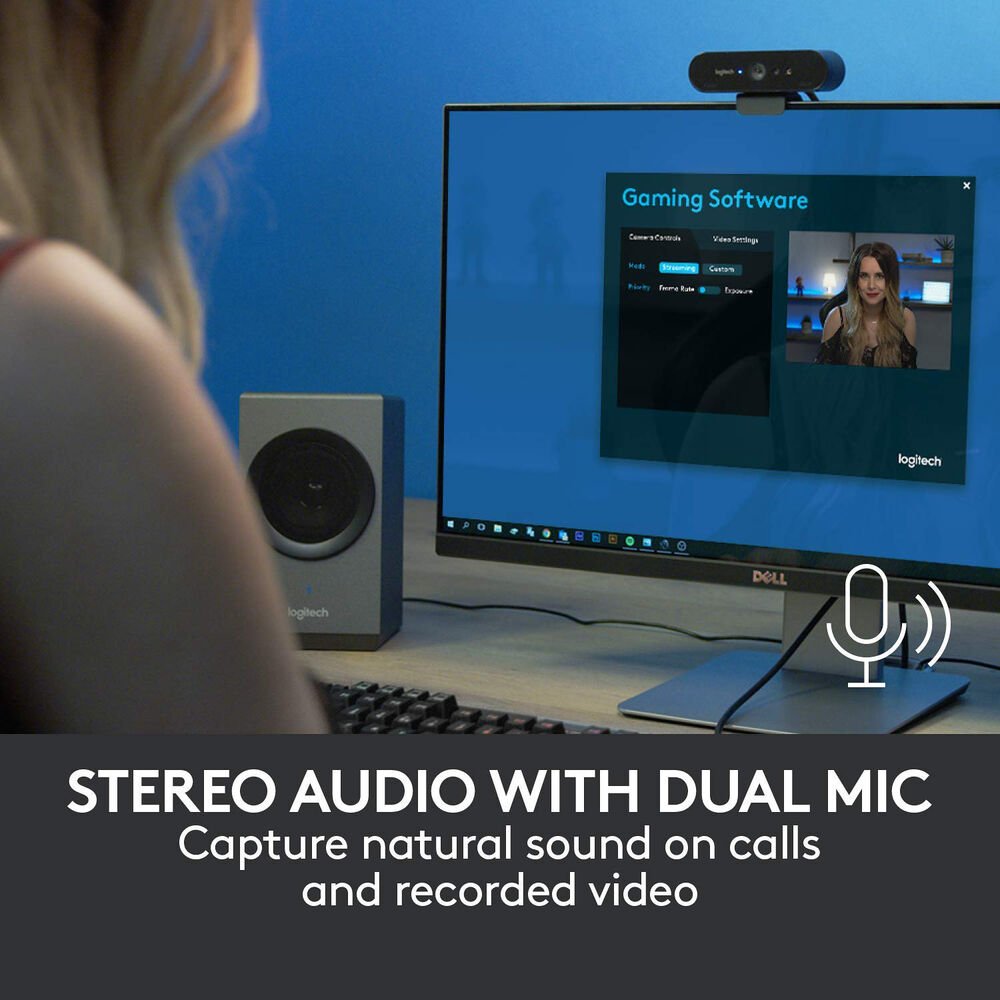 logitech
Gaming Software
Camera Controls Video Settings
Mode Streaming Custom
Priority Frame Rate Exposure
logitech
DELL
logitech
STEREO AUDIO WITH DUAL MIC
Capture natural sound on calls
and recorded video